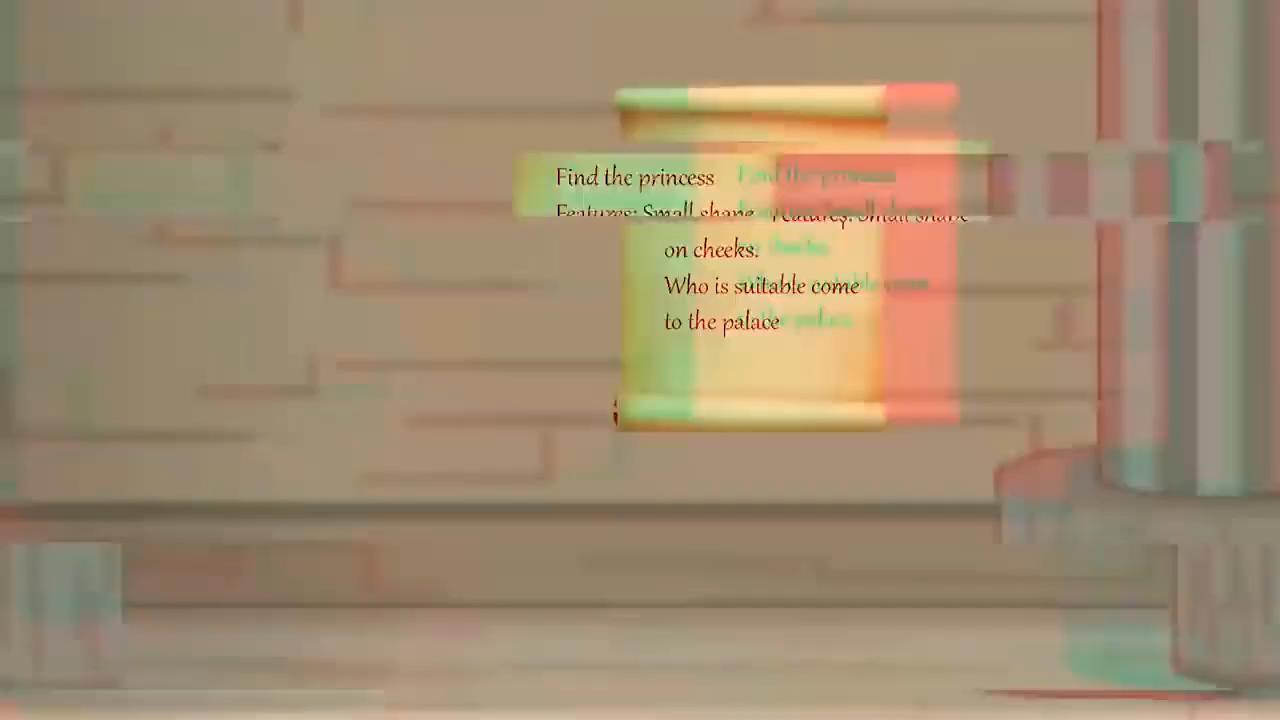 Find the princess
Features: Small shape
on cheeks.
Who is suitable come
to the palace